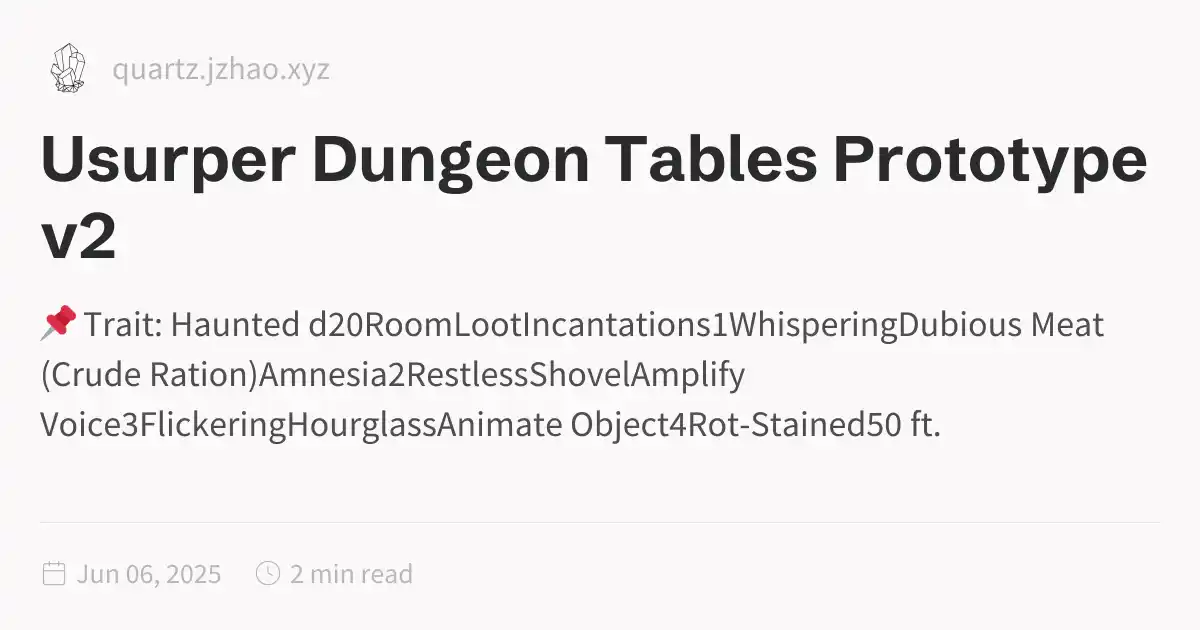 quartz.jzhao.xyz
Usurper Dungeon Tables Prototype
v2
📌 Trait: Haunted d20RoomLootIncantations1WhisperingDubious Meat
(Crude Ration)Amnesia2RestlessShovelAmplify
Voice3FlickeringHourglassAnimate Object4Rot-Stained50 ft.
Jun 06, 2025 2 min read